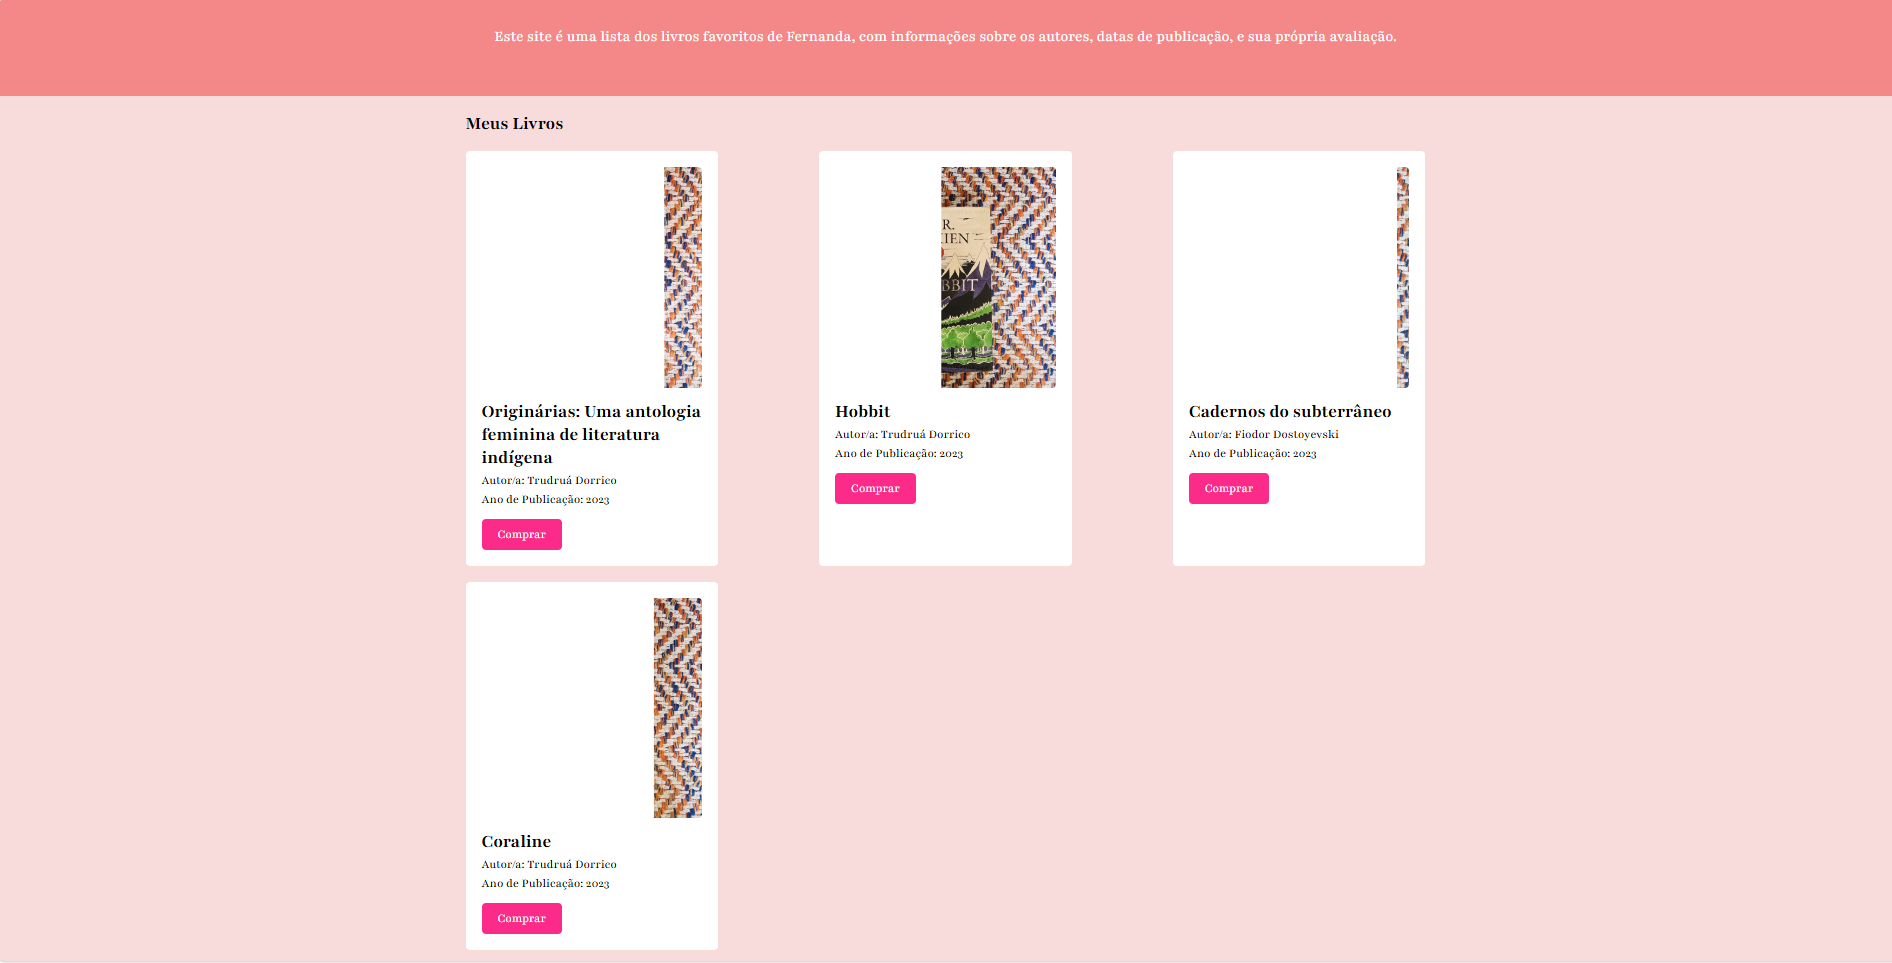 Este site é uma lista dos livros favoritos de Fernanda, com informações sobre os autores, datas de publicação, e sua própria avaliação.
Meus Livros
R.
KIEN
BBIT
Originárias: Uma antologia
feminina de literatura
indígena
Autor/a: Trudruá Dorrico
Ano de Publicação: 2023
Comprar
Hobbit
Autor/a: Trudruá Dorrico
Ano de Publicação: 2023
Comprar
Cadernos do subterrâneo
Autor/a: Fiodor Dostoyevski
Ano de Publicação: 2023
Comprar
Coraline
Autor/a: Trudruá Dorrico
Ano de Publicação: 2023
Comprar